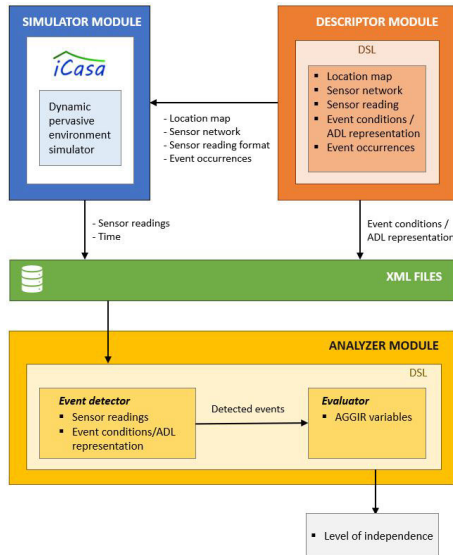 SIMULATOR MODULE
iCasa
Dynamic
pervasive
environment
simulator
DESCRIPTOR MODULE
DSL
▪ Location map
▪ Sensor network
▪ Sensor reading
▪ Event conditions /
ADL representation
▪ Event occurrences
- Location map
- Sensor network
- Sensor reading format
- Event occurrences
- Sensor readings
- Time
Event conditions /
ADL representation
XML FILES
ANALYZER MODULE
DSL
Event detector
▪ Sensor readings
▪ Event conditions/ADL
representation
Detected events
Evaluator
▪ AGGIR variables
▪ Level of independence